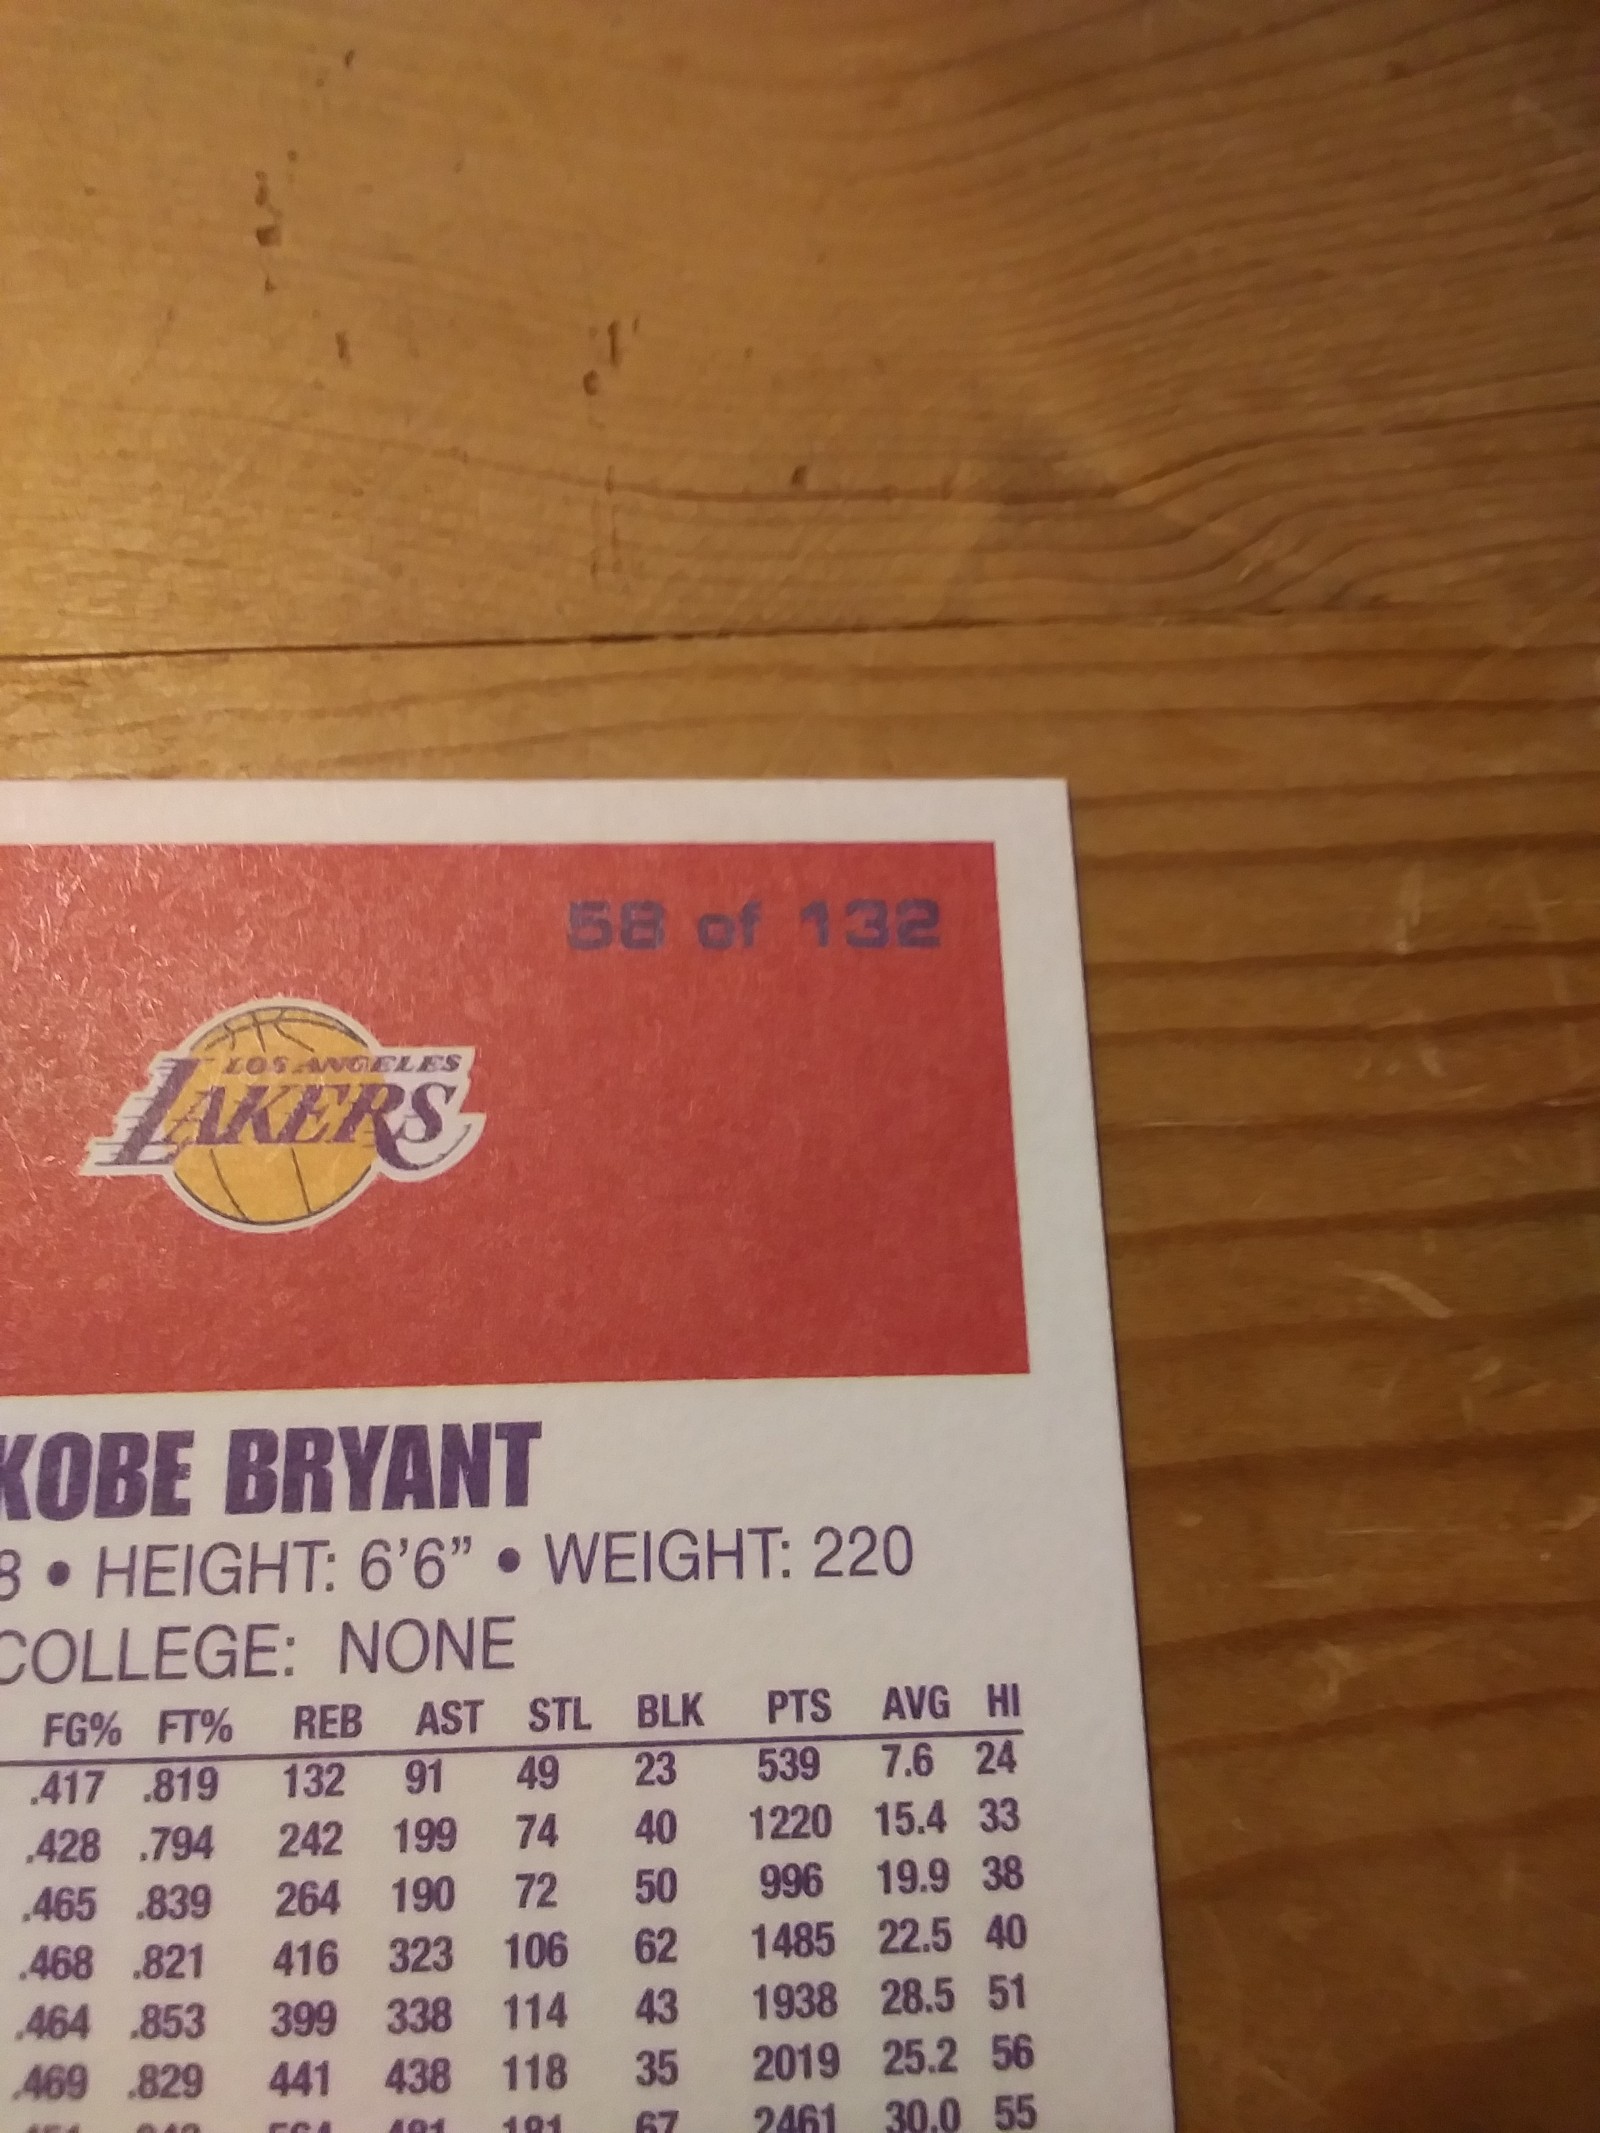 58 of 132
LOS ANGELES
LAKERS
KOBE BRYANT
8 • HEIGHT: 6'6” • WEIGHT: 220
COLLEGE: NONE
FG% FT% REB AST STL BLK PTS AVG HI
.417 .819 132 91 49 23 539 7.6 24
.428 .794 242 199 74 40 1220 15.4 33
.465 .839 264 190 72 50 996 19.9 38
.468 .821 416 323 106 62 1485 22.5 40
.464 .853 399 338 114 43 1938 28.5 51
.469 .829 441 438 118 35 2019 25.2 56
481 181 67 2461 30.0 55